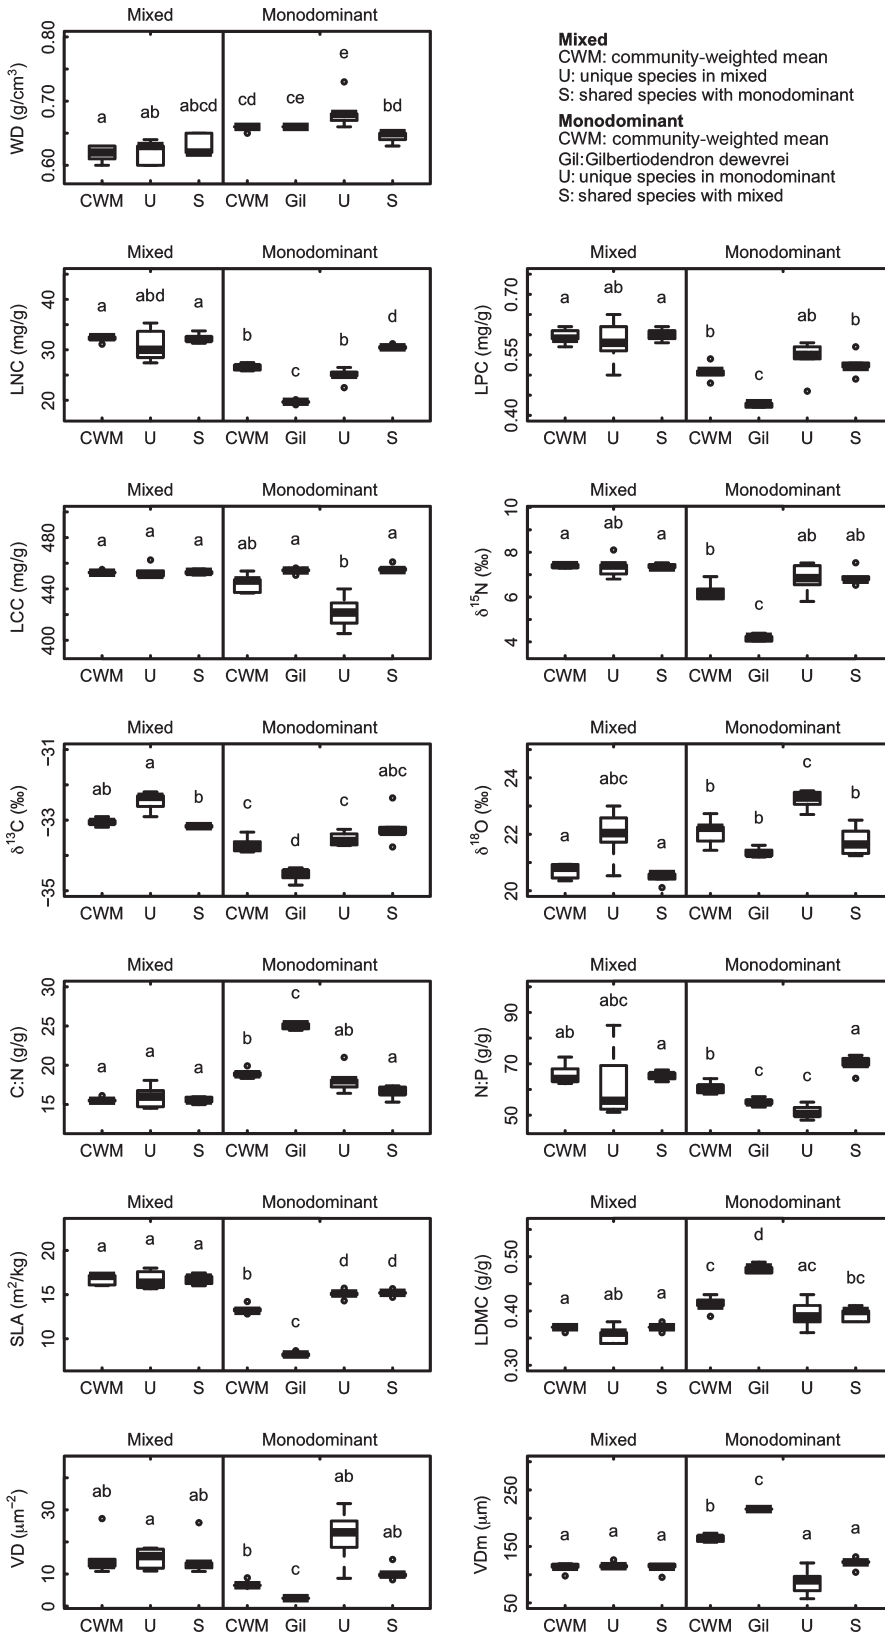 Mixed Monodominant
WD (g/cm³)
0.80
0.70
0.60
a ab abcd cd ce e bd
CWM U S CWM Gil U S
Mixed
CWM: community-weighted mean
U: unique species in mixed
S: shared species with monodominant
Monodominant
CWM: community-weighted mean
Gil:Gilbertiodendron dewevrei
U: unique species in monodominant
S: shared species with mixed
Mixed Monodominant
LNC (mg/g)
40
30
20
a abd a b c b d
CWM U S CWM Gil U S
Mixed Monodominant
LPC (mg/g)
0.70
0.55
0.40
a ab a b c ab b
CWM U S CWM Gil U S
Mixed Monodominant
LCC (mg/g)
480
440
400
a a a ab a b a
CWM U S CWM Gil U S
Mixed Monodominant
δ¹⁵N (‰)
10
8
6
4
a ab a b c ab ab
CWM U S CWM Gil U S
Mixed Monodominant
δ¹³C (‰)
−31
−33
−35
ab a b c d c abc
CWM U S CWM Gil U S
Mixed Monodominant
δ¹⁸O (‰)
24
22
20
a abc a b b c b
CWM U S CWM Gil U S
Mixed Monodominant
C:N (g/g)
30
25
20
15
a a a b c ab a
CWM U S CWM Gil U S
Mixed Monodominant
N:P (g/g)
90
70
50
ab abc a b c c a
CWM U S CWM Gil U S
Mixed Monodominant
SLA (m²/kg)
20
15
10
a a a b c d d
CWM U S CWM Gil U S
Mixed Monodominant
LDMC (g/g)
0.50
0.40
0.30
a ab a c d ac bc
CWM U S CWM Gil U S
Mixed Monodominant
VD (μm⁻²)
30
10
0
ab a ab b c ab ab
CWM U S CWM Gil U S
Mixed Monodominant
VDm (μm)
250
150
50
a a a b c a a
CWM U S CWM Gil U S